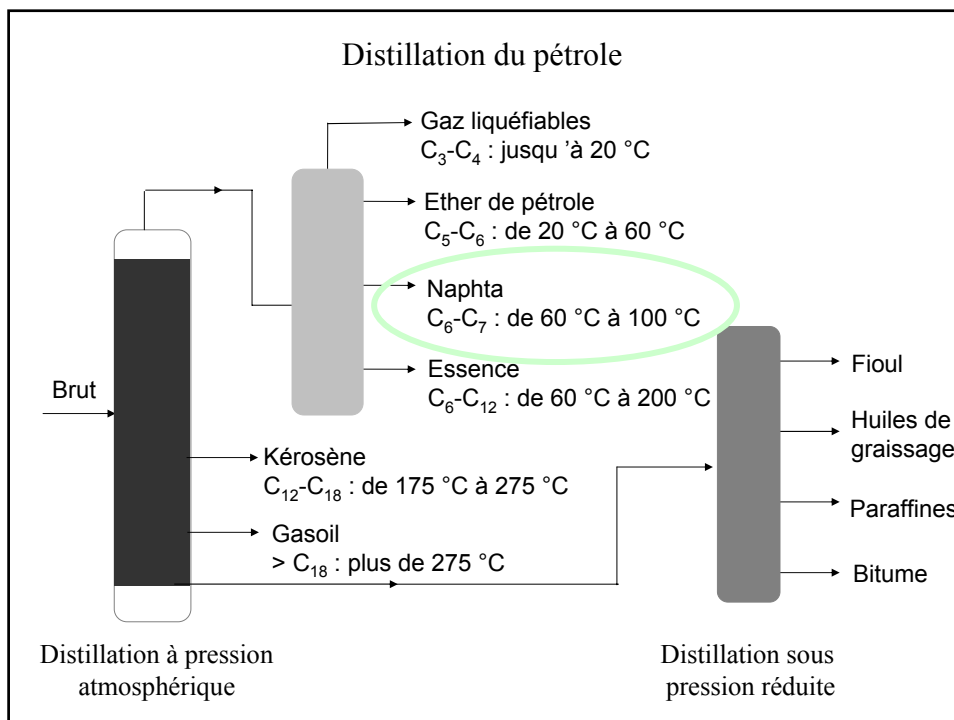 Distillation du pétrole
Gaz liquéfiables
C₃-C₄ : jusqu ’à 20 °C
Ether de pétrole
C₅-C₆ : de 20 °C à 60 °C
Naphta
C₆-C₇ : de 60 °C à 100 °C
Essence
C₆-C₁₂ : de 60 °C à 200 °C
Brut
Kérosène
C₁₂-C₁₈ : de 175 °C à 275 °C
Gasoil
> C₁₈ : plus de 275 °C
Fioul
Huiles de
graissage
Paraffines
Bitume
Distillation à pression
atmosphérique
Distillation sous
pression réduite